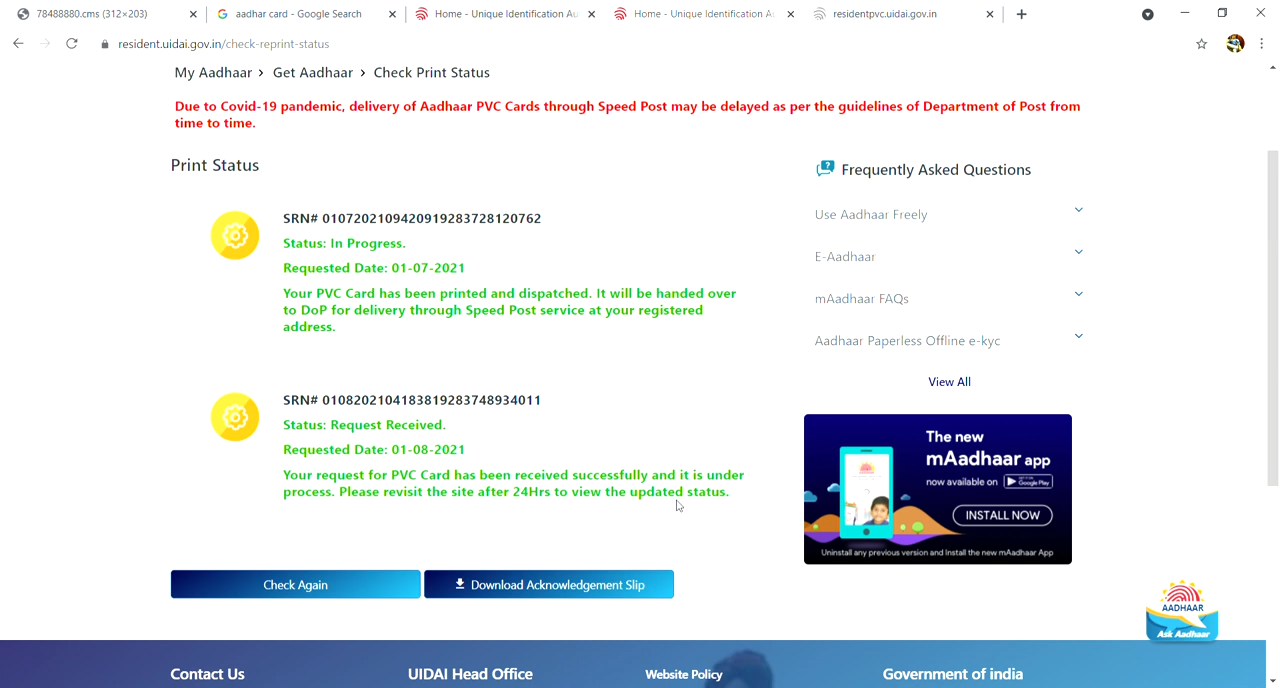 78488880.cms (312×203)
aadhar card - Google Search
Home - Unique Identification Au
Home - Unique Identification Au
residentpvc.uidai.gov.in
resident.uidai.gov.in/check-reprint-status
My Aadhaar > Get Aadhaar > Check Print Status
Due to Covid-19 pandemic, delivery of Aadhaar PVC Cards through Speed Post may be delayed as per the guidelines of Department of Post from
time to time.
Print Status
SRN# 0107202109420919283728120762
Status: In Progress.
Requested Date: 01-07-2021
Your PVC Card has been printed and dispatched. It will be handed over
to DoP for delivery through Speed Post service at your registered
address.
SRN# 0108202104183819283748934011
Status: Request Received.
Requested Date: 01-08-2021
Your request for PVC Card has been received successfully and it is under
process. Please revisit the site after 24Hrs to view the updated status.
Check Again
Download Acknowledgement Slip
Frequently Asked Questions
Use Aadhaar Freely
E-Aadhaar
mAadhaar FAQs
Aadhaar Paperless Offline e-kyc
View All
The new
mAadhaar app
now available on Google Play
INSTALL NOW
Uninstall any previous version and Install the new mAadhaar App
AADHAAR
Ask Aadhaar
Contact Us
UIDAI Head Office
Website Policy
Government of india